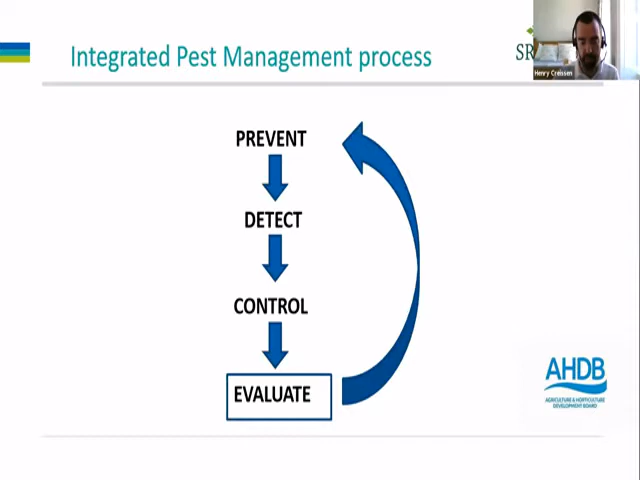 Integrated Pest Management process
SR
Henry Creissen
PREVENT
DETECT
CONTROL
EVALUATE
AHDB
AGRICULTURE & HORTICULTURE
DEVELOPMENT BOARD